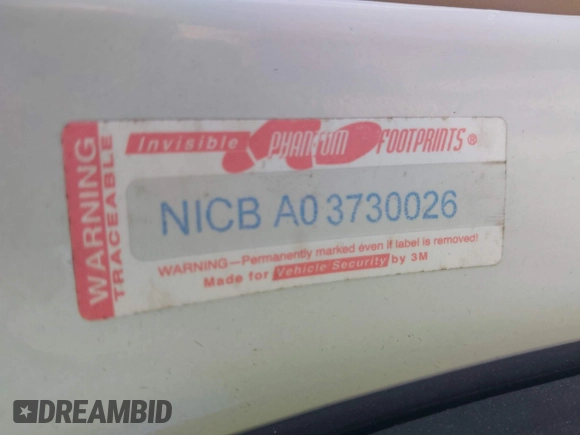 WARNING
TRACEABLE
Invisible PHANTOM FOOTPRINTS®
NICB A0 3730026
WARNING—Permanently marked even if label is removed!
Made for Vehicle Security by 3M
DREAMBID